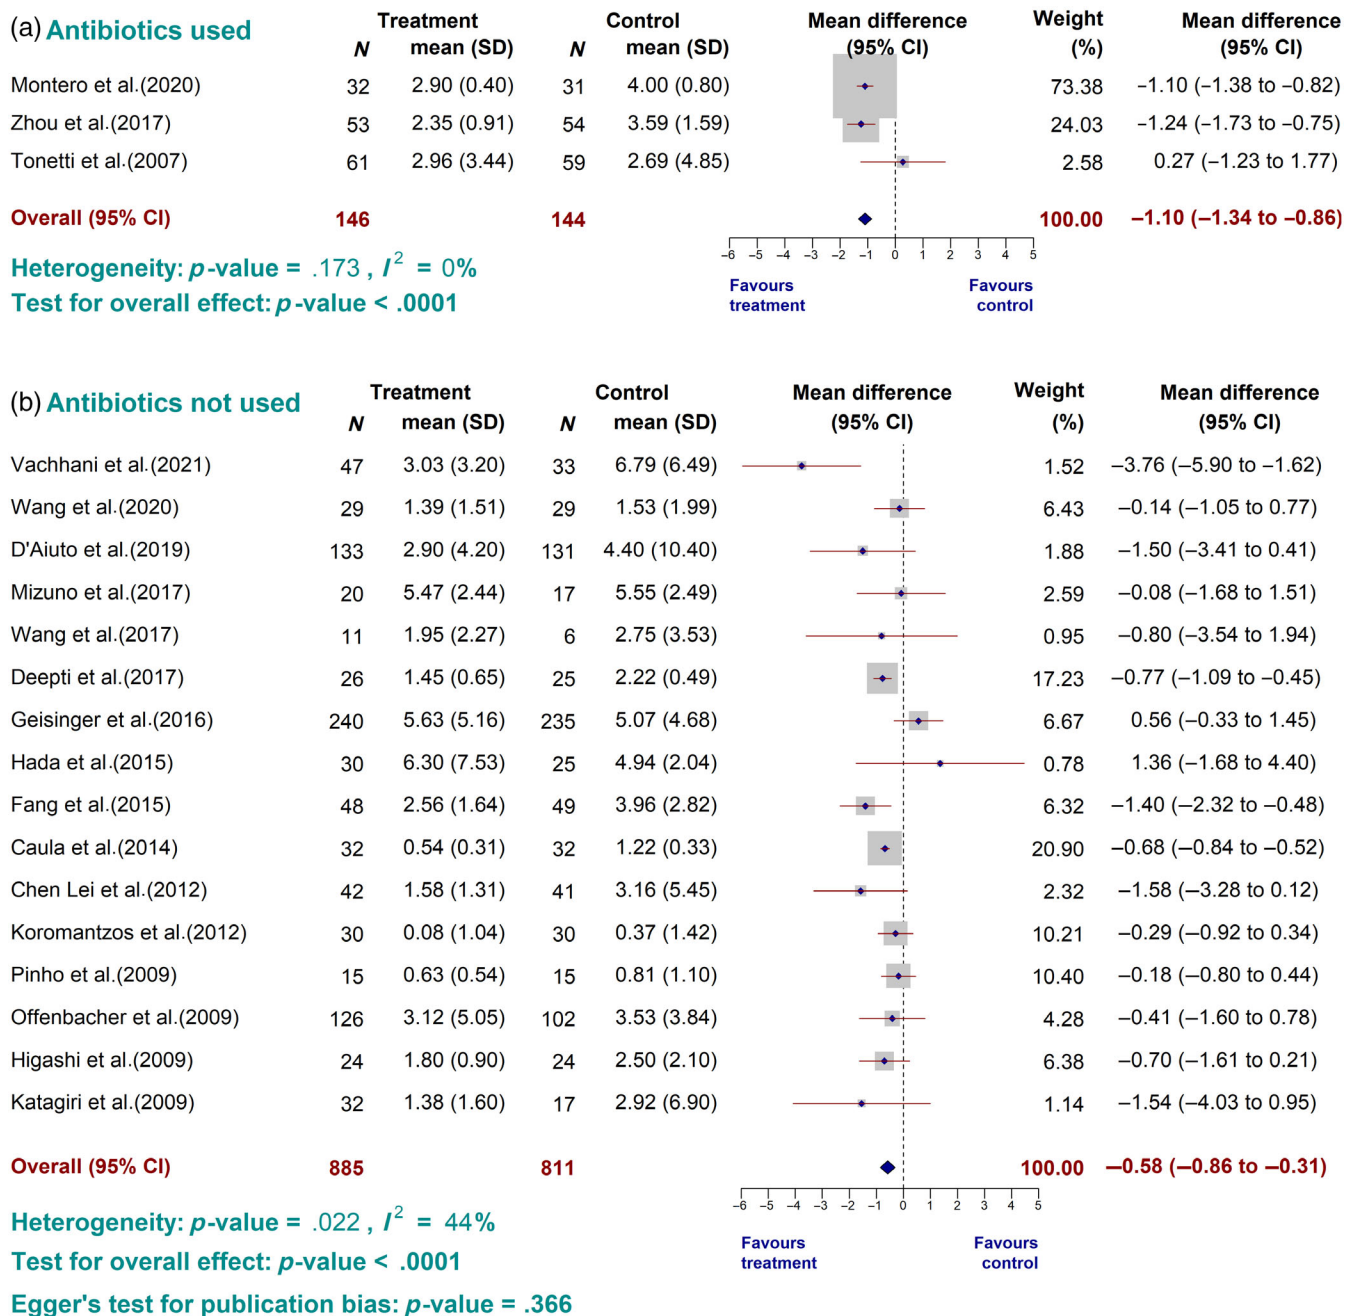 (a) Antibiotics used
Treatment Control Mean difference Weight Mean difference
N mean (SD) N mean (SD) (95% CI) (%) (95% CI)
Montero et al.(2020) 32 2.90 (0.40) 31 4.00 (0.80) 73.38 −1.10 (−1.38 to −0.82)
Zhou et al.(2017) 53 2.35 (0.91) 54 3.59 (1.59) 24.03 −1.24 (−1.73 to −0.75)
Tonetti et al.(2007) 61 2.96 (3.44) 59 2.69 (4.85) 2.58 0.27 (−1.23 to 1.77)
Overall (95% CI) 146 144 100.00 −1.10 (−1.34 to −0.86)
−6 −5 −4 −3 −2 −1 0 1 2 3 4 5
Heterogeneity: p-value = .173 , I² = 0%
Favours treatment Favours control
Test for overall effect: p-value < .0001
(b) Antibiotics not used
Treatment Control Mean difference Weight Mean difference
N mean (SD) N mean (SD) (95% CI) (%) (95% CI)
Vachhani et al.(2021) 47 3.03 (3.20) 33 6.79 (6.49) 1.52 −3.76 (−5.90 to −1.62)
Wang et al.(2020) 29 1.39 (1.51) 29 1.53 (1.99) 6.43 −0.14 (−1.05 to 0.77)
D'Aiuto et al.(2019) 133 2.90 (4.20) 131 4.40 (10.40) 1.88 −1.50 (−3.41 to 0.41)
Mizuno et al.(2017) 20 5.47 (2.44) 17 5.55 (2.49) 2.59 −0.08 (−1.68 to 1.51)
Wang et al.(2017) 11 1.95 (2.27) 6 2.75 (3.53) 0.95 −0.80 (−3.54 to 1.94)
Deepti et al.(2017) 26 1.45 (0.65) 25 2.22 (0.49) 17.23 −0.77 (−1.09 to −0.45)
Geisinger et al.(2016) 240 5.63 (5.16) 235 5.07 (4.68) 6.67 0.56 (−0.33 to 1.45)
Hada et al.(2015) 30 6.30 (7.53) 25 4.94 (2.04) 0.78 1.36 (−1.68 to 4.40)
Fang et al.(2015) 48 2.56 (1.64) 49 3.96 (2.82) 6.32 −1.40 (−2.32 to −0.48)
Caula et al.(2014) 32 0.54 (0.31) 32 1.22 (0.33) 20.90 −0.68 (−0.84 to −0.52)
Chen Lei et al.(2012) 42 1.58 (1.31) 41 3.16 (5.45) 2.32 −1.58 (−3.28 to 0.12)
Koromantzos et al.(2012) 30 0.08 (1.04) 30 0.37 (1.42) 10.21 −0.29 (−0.92 to 0.34)
Pinho et al.(2009) 15 0.63 (0.54) 15 0.81 (1.10) 10.40 −0.18 (−0.80 to 0.44)
Offenbacher et al.(2009) 126 3.12 (5.05) 102 3.53 (3.84) 4.28 −0.41 (−1.60 to 0.78)
Higashi et al.(2009) 24 1.80 (0.90) 24 2.50 (2.10) 6.38 −0.70 (−1.61 to 0.21)
Katagiri et al.(2009) 32 1.38 (1.60) 17 2.92 (6.90) 1.14 −1.54 (−4.03 to 0.95)
Overall (95% CI) 885 811 100.00 −0.58 (−0.86 to −0.31)
−6 −5 −4 −3 −2 −1 0 1 2 3 4 5
Heterogeneity: p-value = .022 , I² = 44%
Favours treatment Favours control
Test for overall effect: p-value < .0001
Egger's test for publication bias: p-value = .366